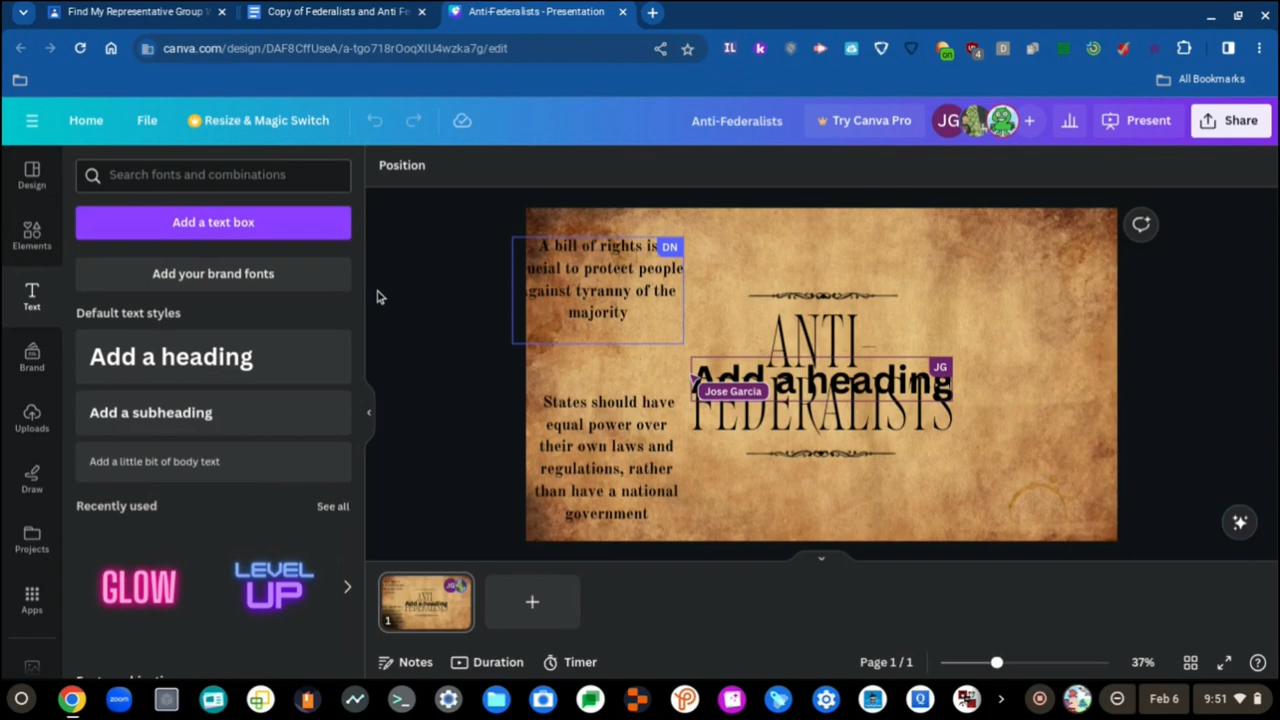 Find My Representative Group
Copy of Federalists and Anti Fe
Anti-Federalists - Presentation
canva.com/design/DAF8CffUseA/a-tgo718rOoqXIU4wzka7g/edit
IL
k
on
4
D
All Bookmarks
Home
File
Resize & Magic Switch
Anti-Federalists
Try Canva Pro
JG
Present
Share
Design
Elements
Text
Brand
Uploads
Draw
Projects
Apps
Search fonts and combinations
Add a text box
Add your brand fonts
Default text styles
Add a heading
Add a subheading
Add a little bit of body text
Recently used
See all
GLOW
LEVEL
UP
Position
A bill of rights is
DN
ucial to protect people
gainst tyranny of the
majority
States should have
equal power over
their own laws and
regulations, rather
than have a national
government
ANTI-
Add a heading
JG
Jose Garcia
FEDERALISTS
1
Notes
Duration
Timer
Page 1 / 1
37%
zoom
Feb 6
9:51